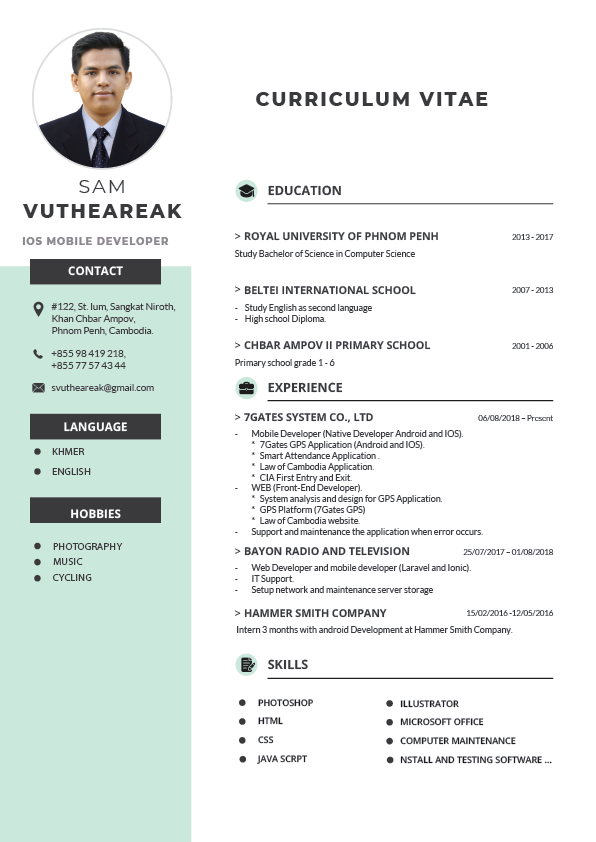 SAM
VUTHEAREAK
IOS MOBILE DEVELOPER
CONTACT
#122, St. lum, Sangkat Niroth,
Khan Chbar Ampov,
Phnom Penh, Cambodia.
+855 98 419 218,
+855 77 57 43 44
svutheareak@gmail.com
LANGUAGE
KHMER
ENGLISH
HOBBIES
PHOTOGRAPHY
MUSIC
CYCLING
CURRICULUM VITAE
EDUCATION
> ROYAL UNIVERSITY OF PHNOM PENH 2013 - 2017
Study Bachelor of Science in Computer Science
> BELTEI INTERNATIONAL SCHOOL 2007 - 2013
- Study English as second language
- High school Diploma.
> CHBAR AMPOV II PRIMARY SCHOOL 2001 - 2006
Primary school grade 1 - 6
EXPERIENCE
> 7GATES SYSTEM CO., LTD 06/08/2018 – Present
- Mobile Developer (Native Developer Android and IOS).
* 7Gates GPS Application (Android and IOS).
* Smart Attendance Application .
* Law of Cambodia Application.
* CIA First Entry and Exit.
- WEB (Front-End Developer).
* System analysis and design for GPS Application.
* GPS Platform (7Gates GPS)
* Law of Cambodia website.
- Support and maintenance the application when error occurs.
> BAYON RADIO AND TELEVISION 25/07/2017 – 01/08/2018
- Web Developer and mobile developer (Laravel and Ionic).
- IT Support.
- Setup network and maintenance server storage
> HAMMER SMITH COMPANY 15/02/2016 -12/05/2016
Intern 3 months with android Development at Hammer Smith Company.
SKILLS
PHOTOSHOP
HTML
CSS
JAVA SCRPT
ILLUSTRATOR
MICROSOFT OFFICE
COMPUTER MAINTENANCE
NSTALL AND TESTING SOFTWARE ...